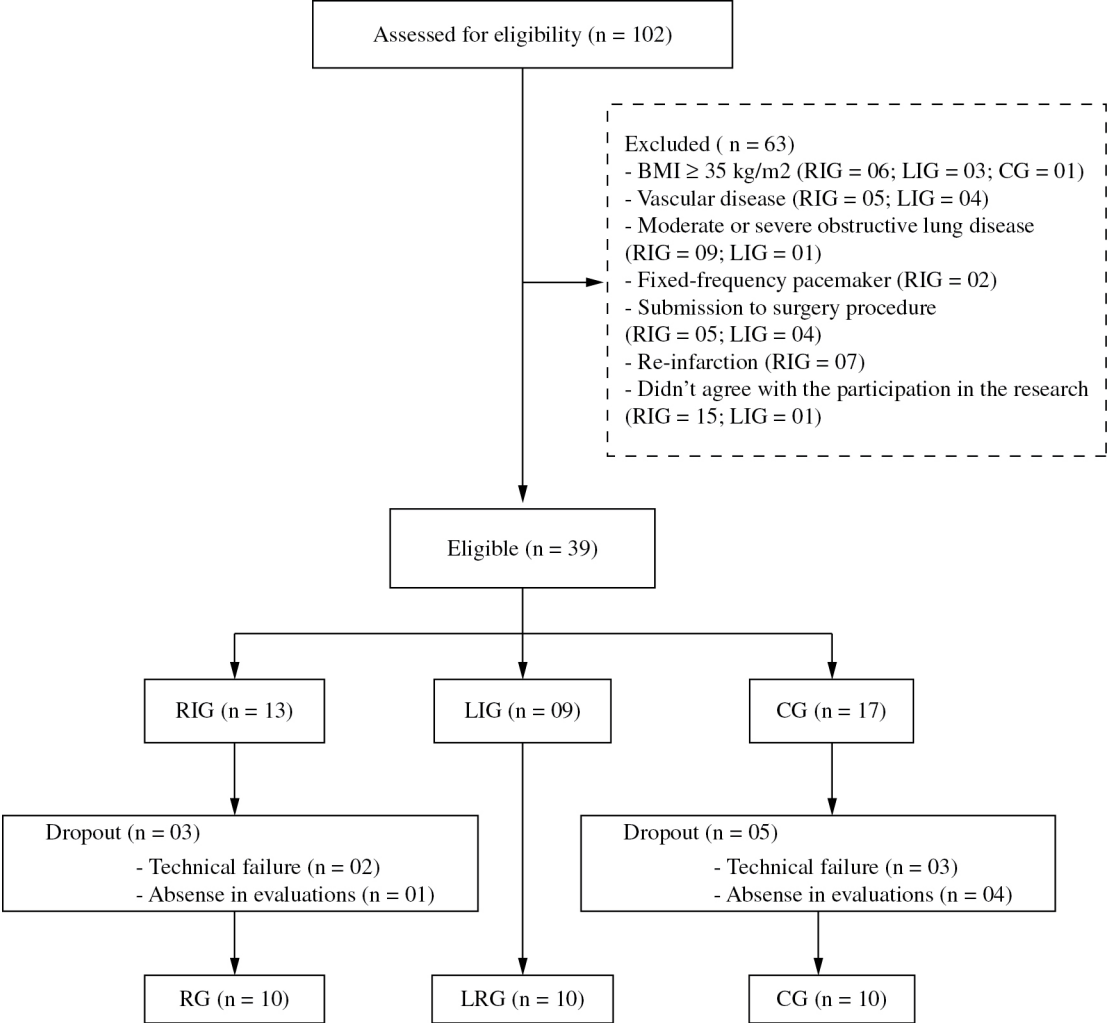 Assessed for eligibility (n = 102)
Excluded ( n = 63)
- BMI ≥ 35 kg/m2 (RIG = 06; LIG = 03; CG = 01)
- Vascular disease (RIG = 05; LIG = 04)
- Moderate or severe obstructive lung disease
(RIG = 09; LIG = 01)
- Fixed-frequency pacemaker (RIG = 02)
- Submission to surgery procedure
(RIG = 05; LIG = 04)
- Re-infarction (RIG = 07)
- Didn’t agree with the participation in the research
(RIG = 15; LIG = 01)
Eligible (n = 39)
RIG (n = 13)
LIG (n = 09)
CG (n = 17)
Dropout (n = 03)
- Technical failure (n = 02)
- Absense in evaluations (n = 01)
Dropout (n = 05)
- Technical failure (n = 03)
- Absense in evaluations (n = 04)
RG (n = 10)
LRG (n = 10)
CG (n = 10)